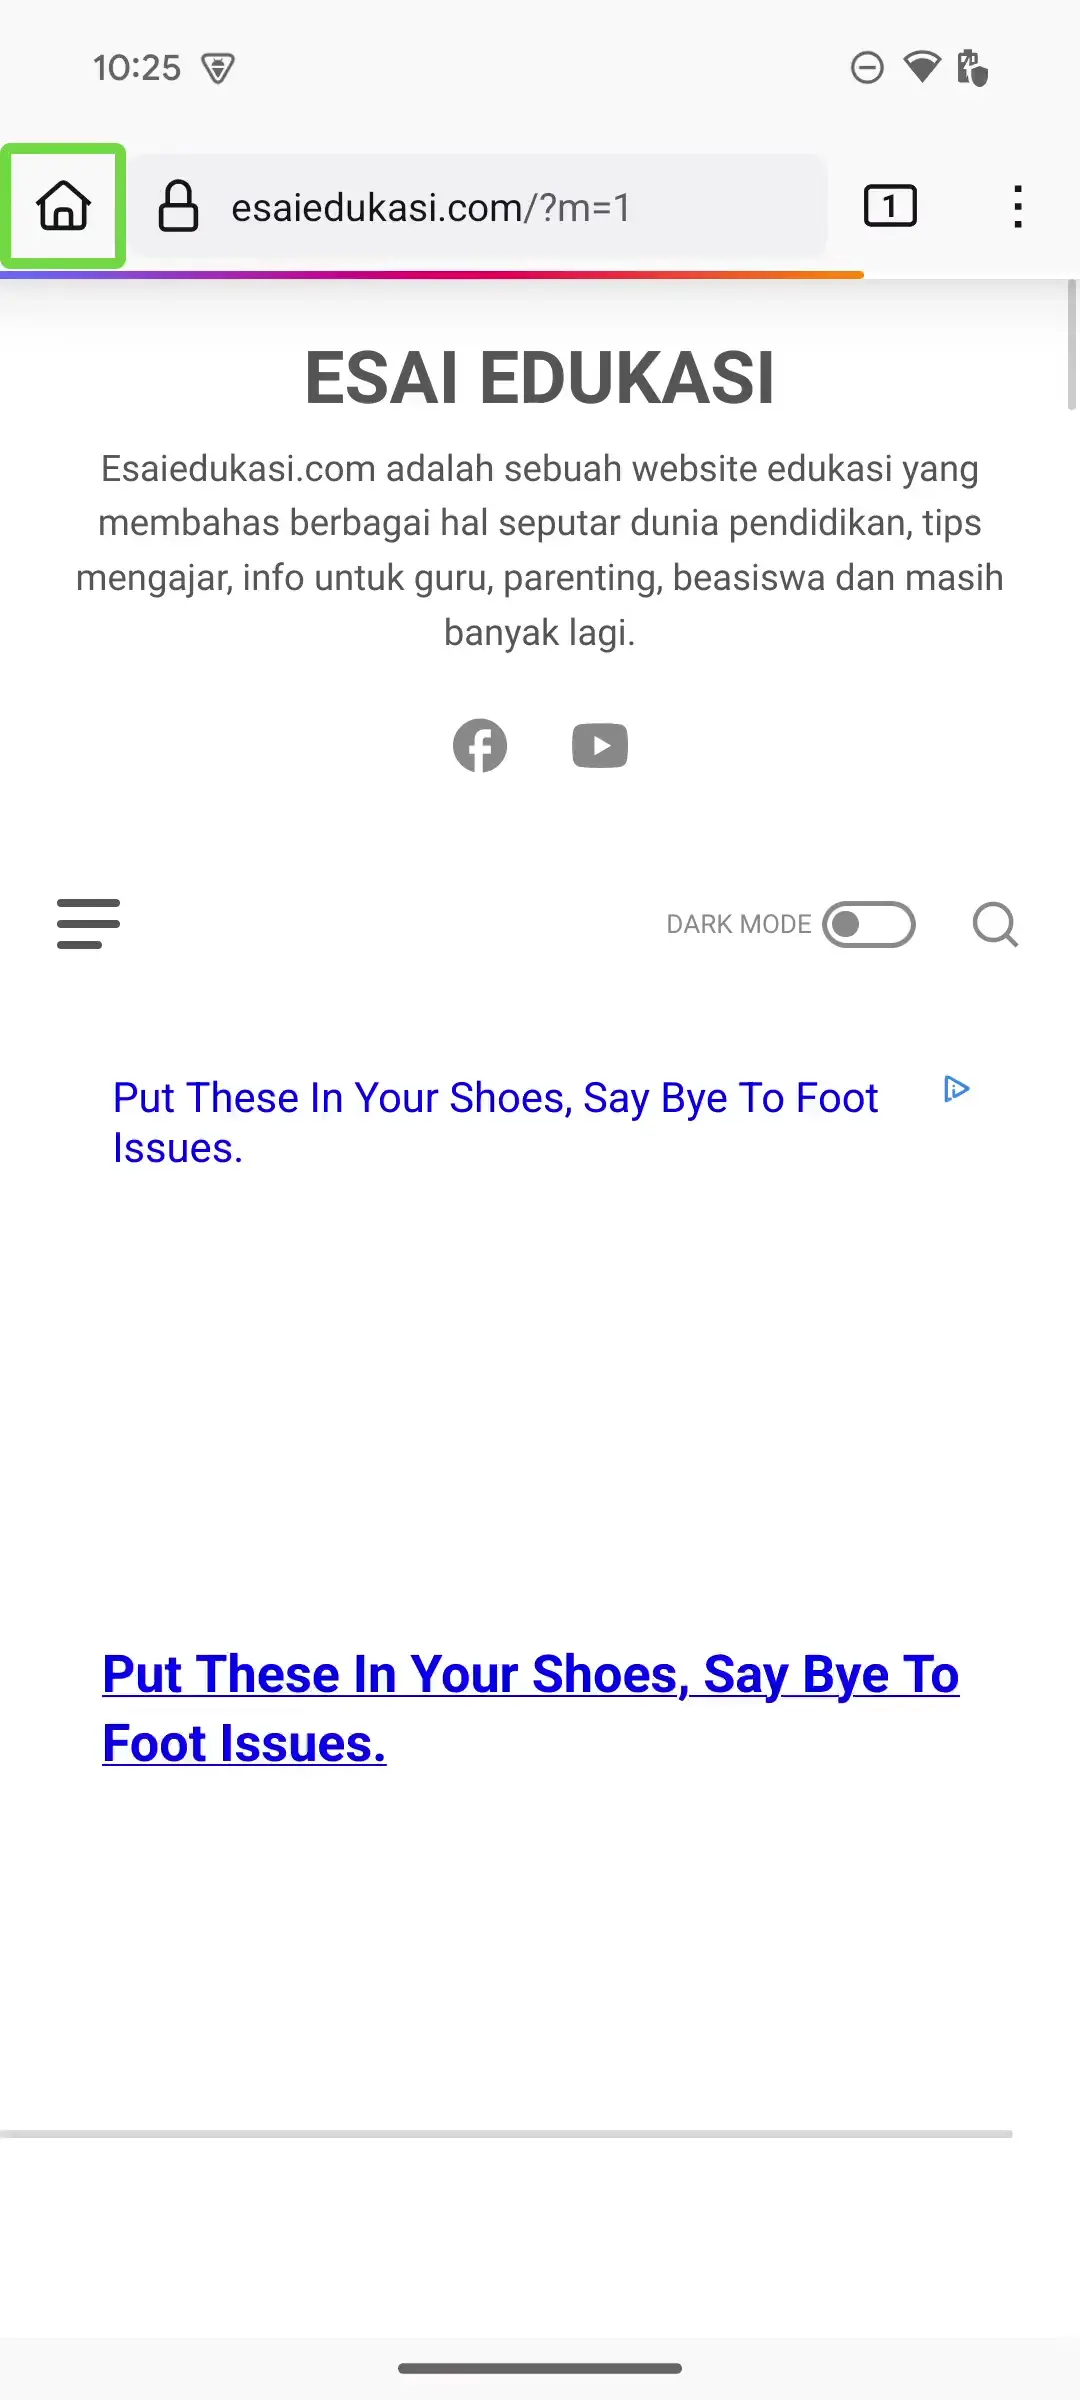 10:25
esaiedukasi.com/?m=1
1
ESAI EDUKASI
Esaiedukasi.com adalah sebuah website edukasi yang
membahas berbagai hal seputar dunia pendidikan, tips
mengajar, info untuk guru, parenting, beasiswa dan masih
banyak lagi.
DARK MODE
Put These In Your Shoes, Say Bye To Foot
Issues.
Put These In Your Shoes, Say Bye To
Foot Issues.